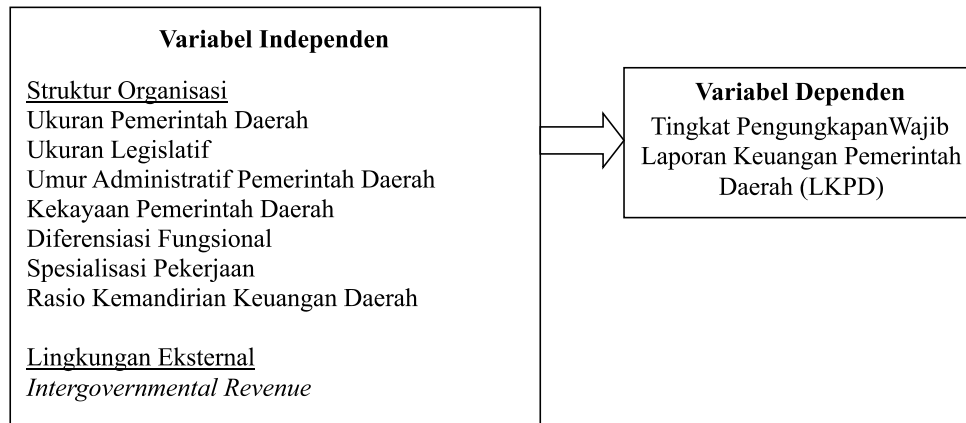 Variabel Independen
Struktur Organisasi
Ukuran Pemerintah Daerah
Ukuran Legislatif
Umur Administratif Pemerintah Daerah
Kekayaan Pemerintah Daerah
Diferensiasi Fungsional
Spesialisasi Pekerjaan
Rasio Kemandirian Keuangan Daerah
Lingkungan Eksternal
Intergovernmental Revenue
Variabel Dependen
Tingkat PengungkapanWajib
Laporan Keuangan Pemerintah
Daerah (LKPD)